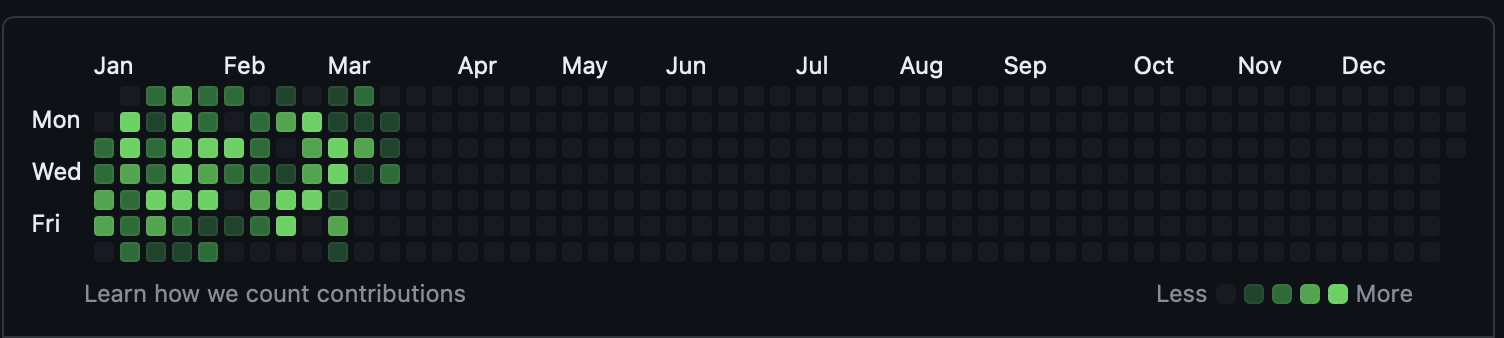 Jan Feb Mar Apr May Jun Jul Aug Sep Oct Nov Dec
Mon
Wed
Fri
Learn how we count contributions Less More